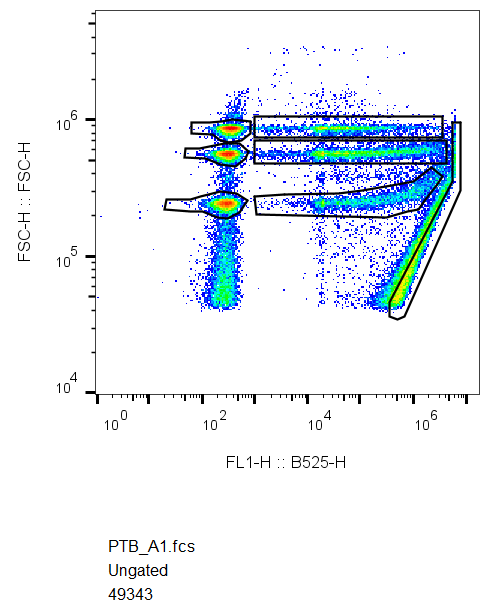 10^6
10^5
10^4
FSC-H :: FSC-H
10^0 10^2 10^4 10^6
FL1-H :: B525-H
PTB_A1.fcs
Ungated
49343